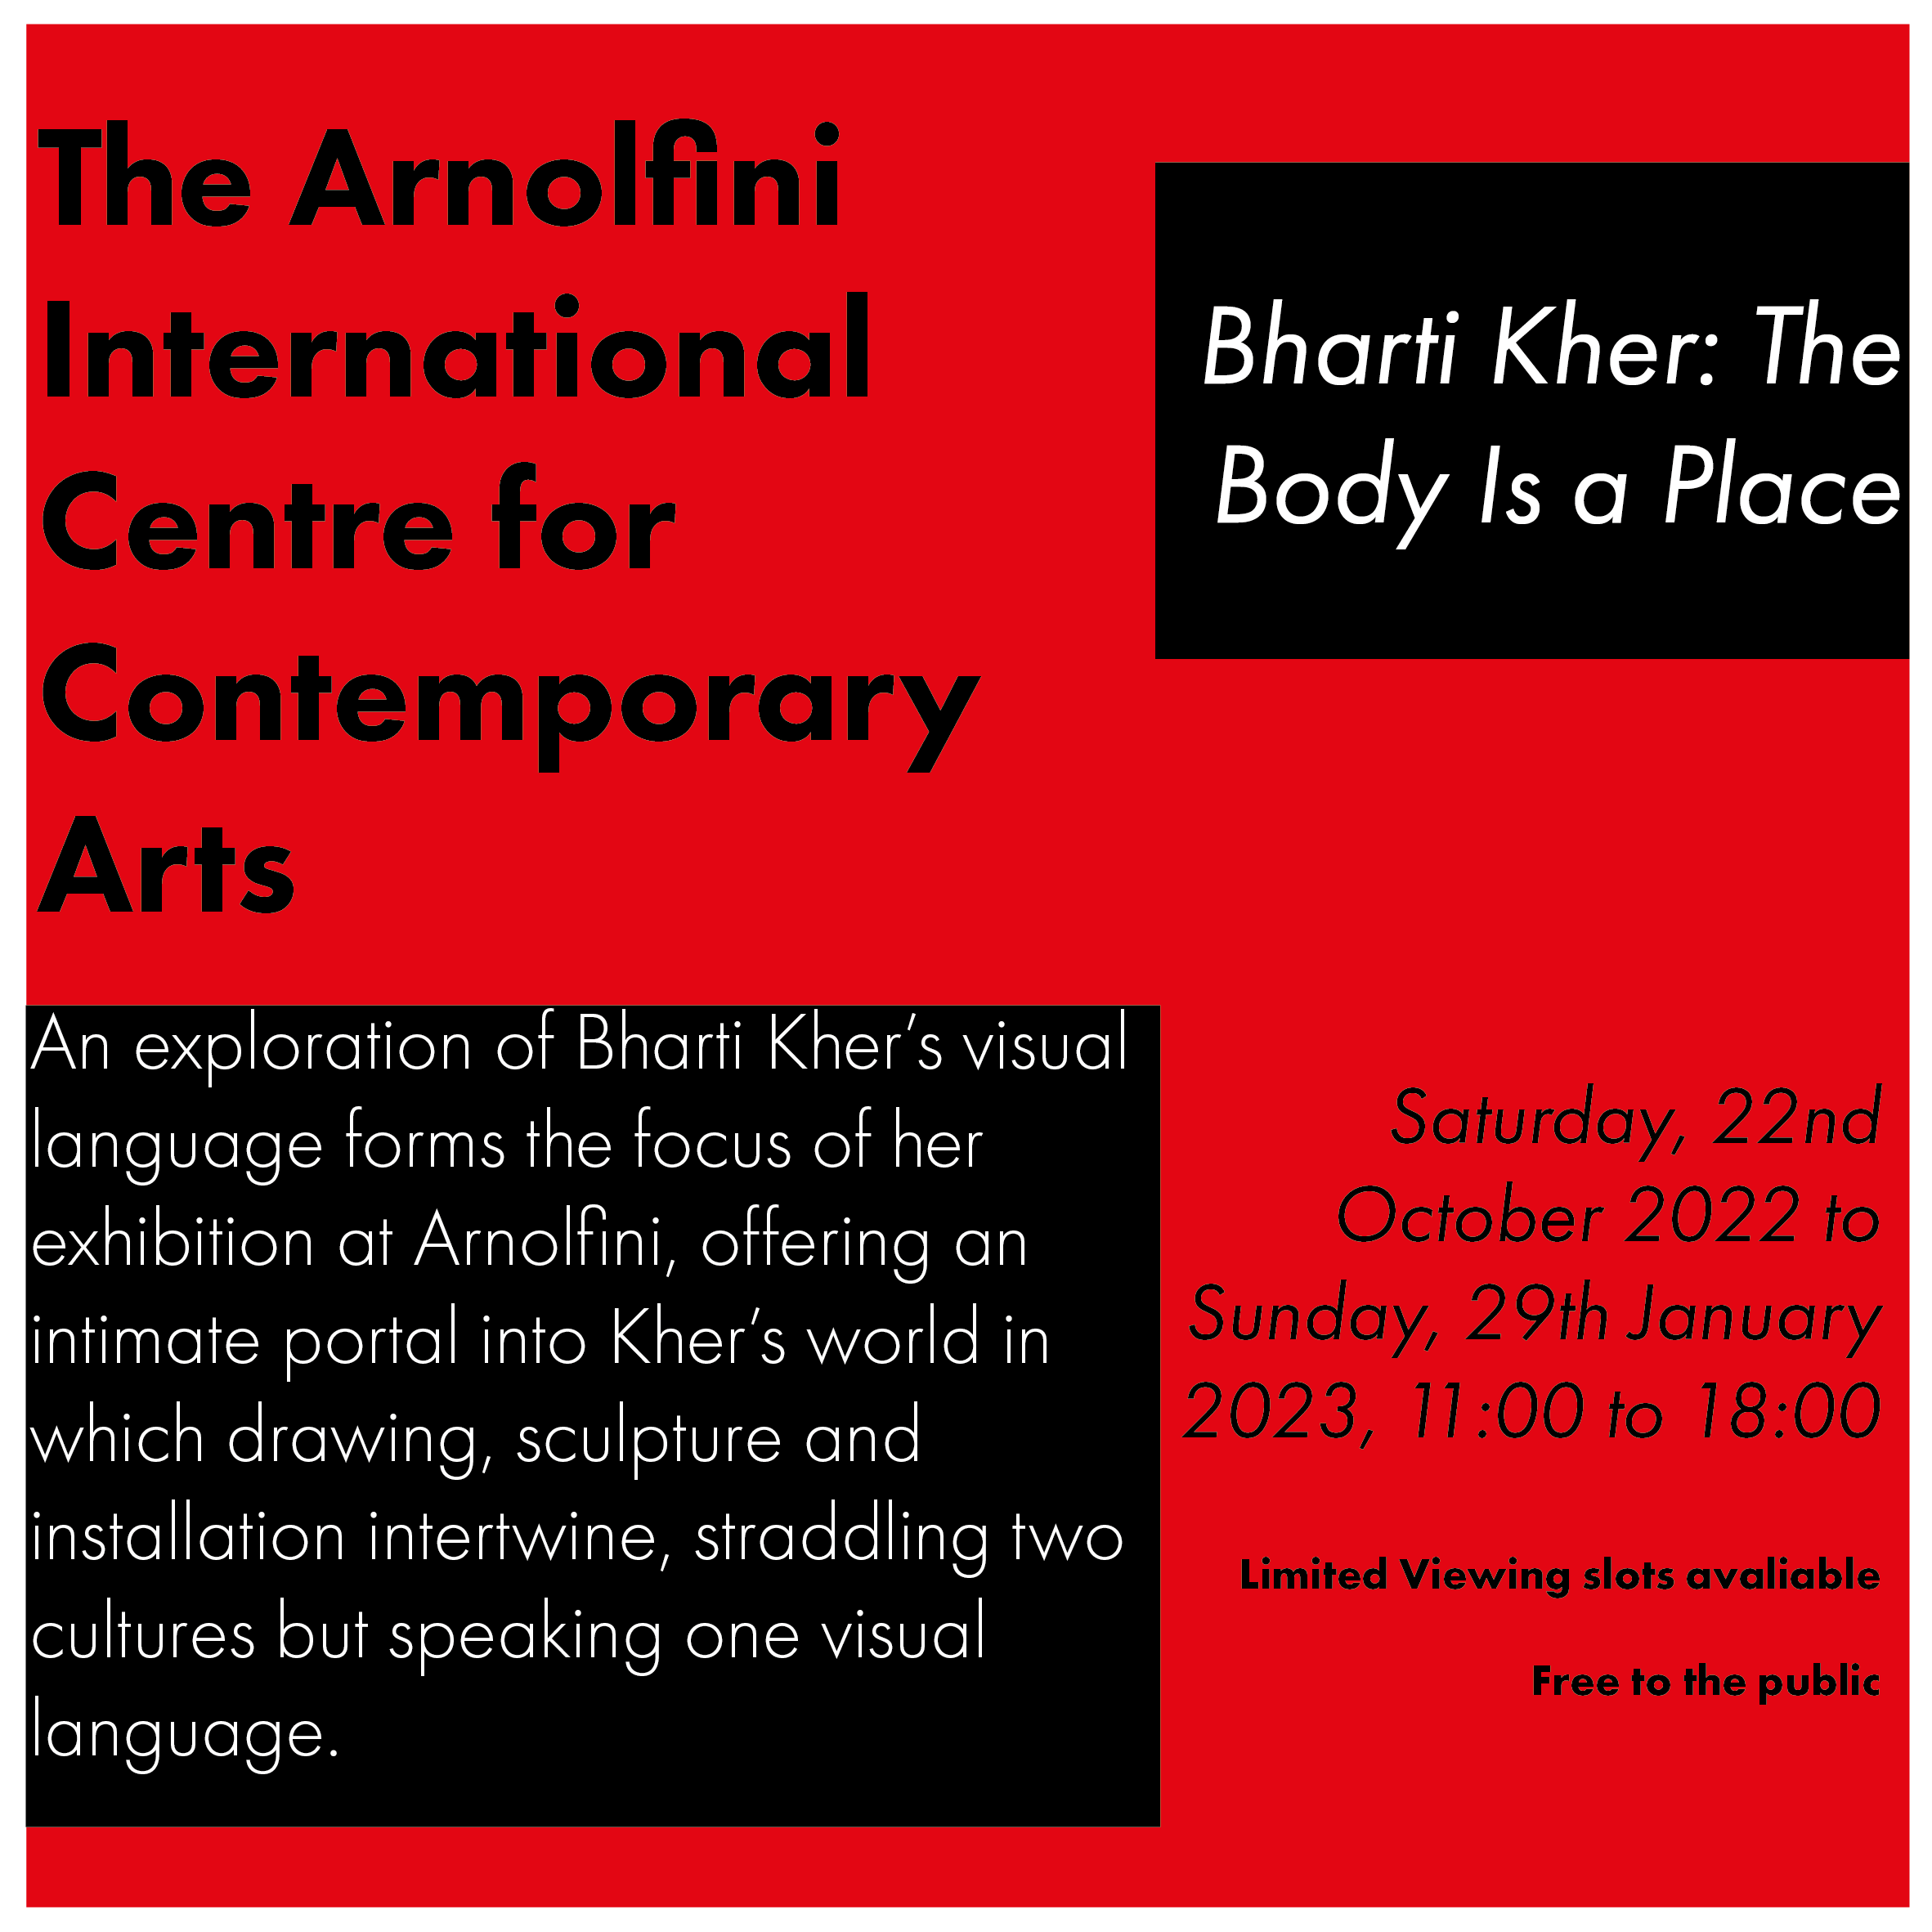 The Arnolfini
International
Centre for
Contemporary
Arts
Bharti Kher: The
Body Is a Place
An exploration of Bharti Kher’s visual
language forms the focus of her
exhibition at Arnolfini, offering an
intimate portal into Kher’s world in
which drawing, sculpture and
installation intertwine, straddling two
cultures but speaking one visual
language.
Saturday, 22nd
October 2022 to
Sunday, 29th January
2023, 11:00 to 18:00
Limited Viewing slots avaliable
Free to the public